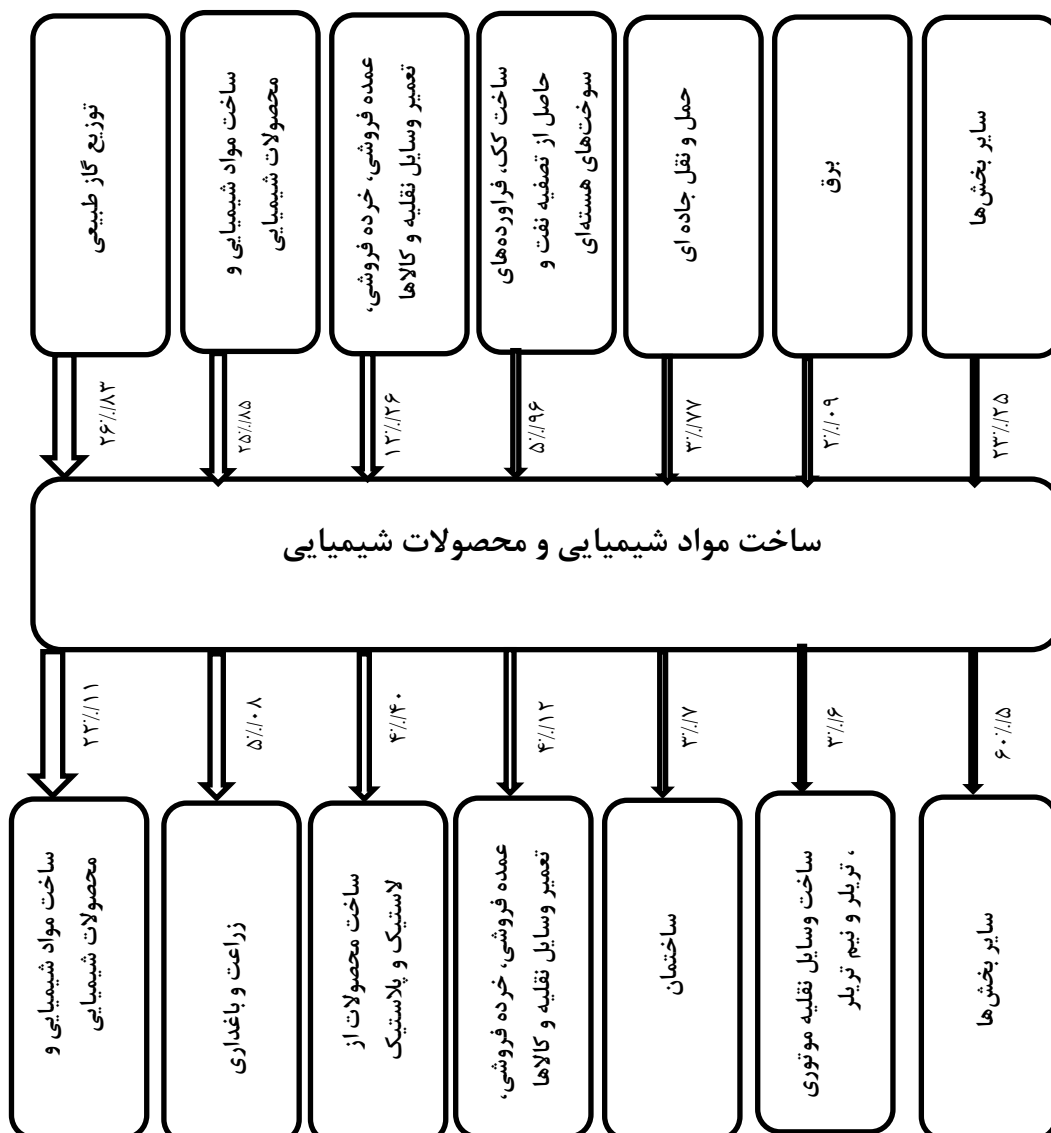 توزیع گاز طبیعی
ساخت مواد شیمیایی و
محصولات شیمیایی
عمده فروشی، خرده فروشی،
تعمیر وسایل نقلیه و کالاها
ساخت کک، فراورده‌های
حاصل از تصفیه نفت و
سوخت‌های هسته‌ای
حمل و نقل جاده ای
برق
سایر بخش‌ها
۲۶٪/۸۳
۲۵٪/۸۵
۱۲٪/۲۶
۵٪/۹۶
۳٪/۷۷
۲٪/۰۹
۲۳٪/۲۵
ساخت مواد شیمیایی و محصولات شیمیایی
۲۲٪/۱۱
۵٪/۰۸
۴٪/۴۰
۴٪/۱۲
۳٪/۷
۳٪/۶
۶۰٪/۵
ساخت مواد شیمیایی و
محصولات شیمیایی
زراعت و باغداری
ساخت محصولات از
لاستیک و پلاستیک
عمده فروشی، خرده فروشی،
تعمیر وسایل نقلیه و کالاها
ساختمان
ساخت وسایل نقلیه موتوری
، تریلر و نیم تریلر
سایر بخش‌ها